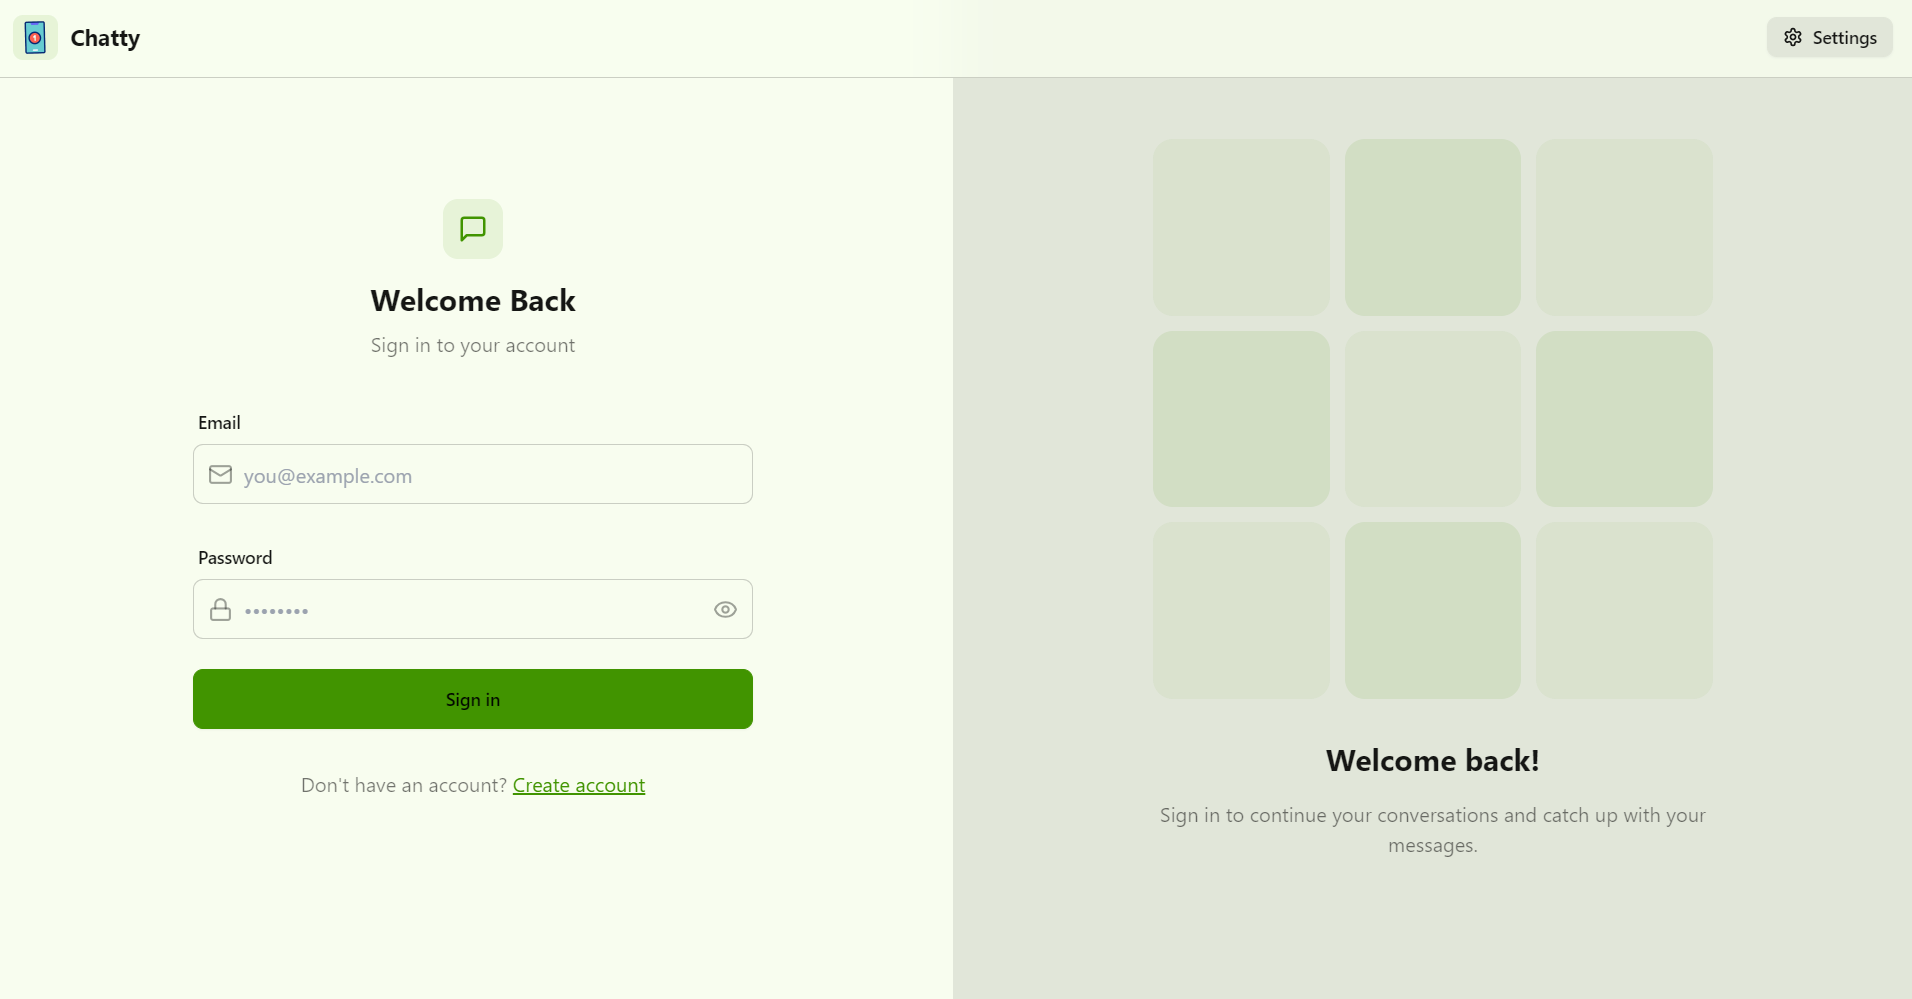 Chatty
Settings
Welcome Back
Sign in to your account
Email
you@example.com
Password
••••••••
Sign in
Don't have an account? Create account
Welcome back!
Sign in to continue your conversations and catch up with your
messages.